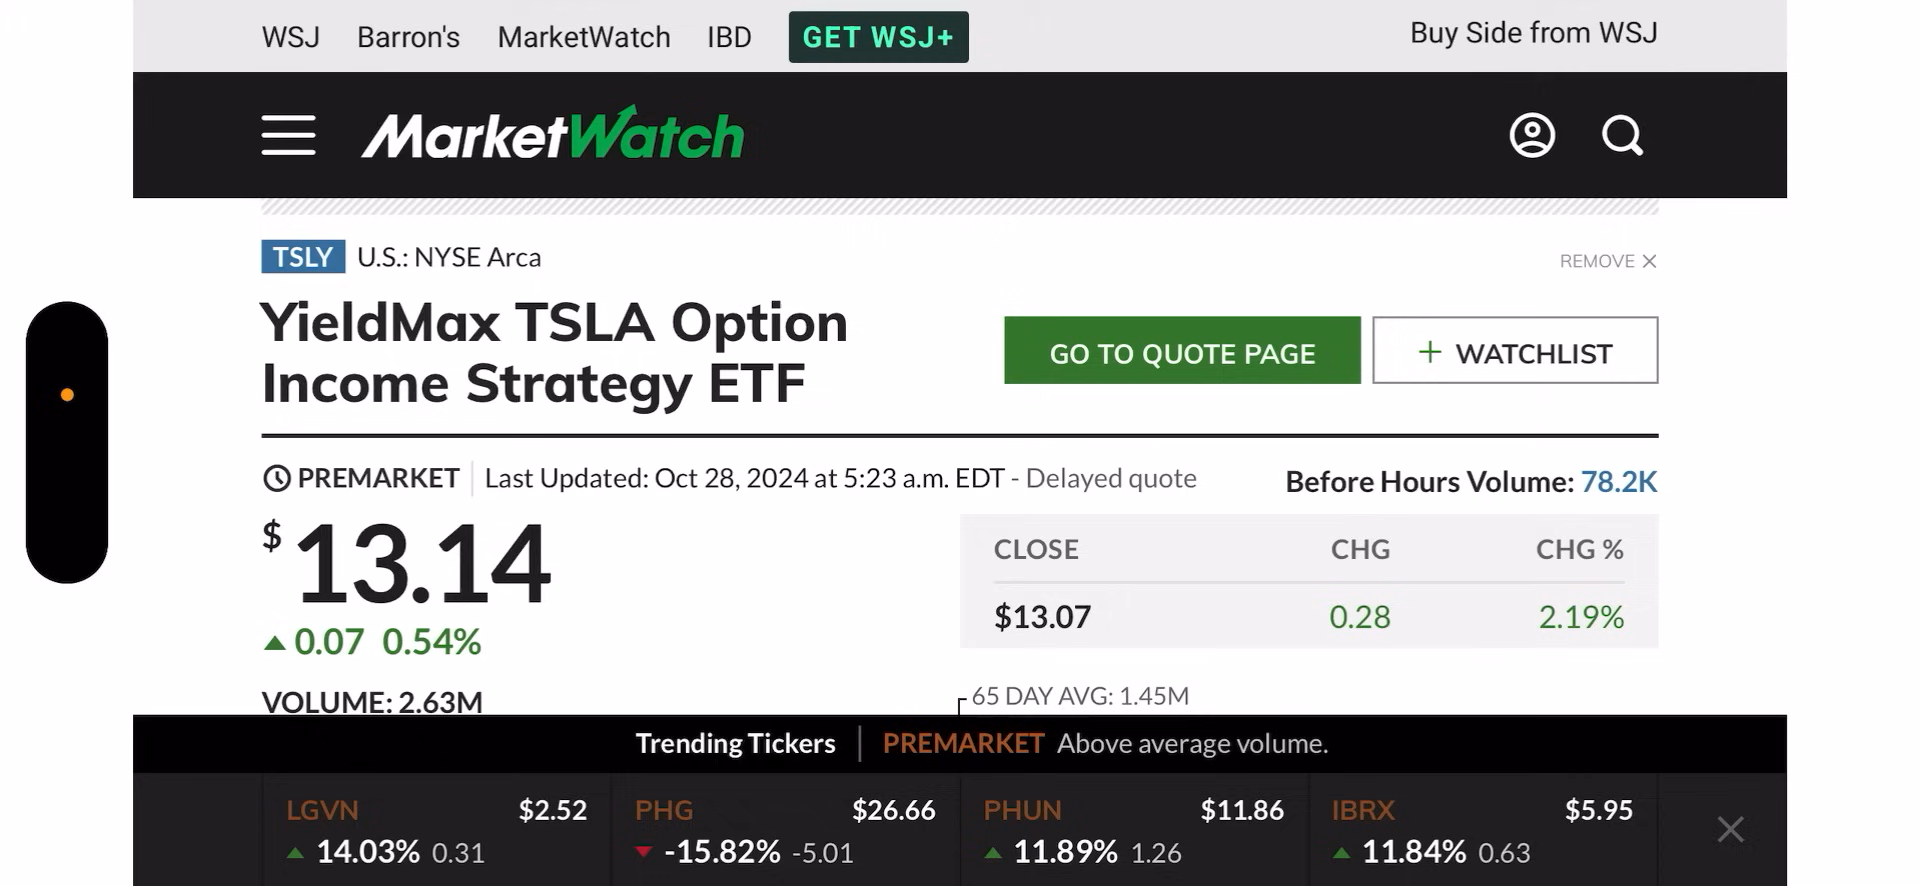 WSJ Barron's MarketWatch IBD GET WSJ+ Buy Side from WSJ
MarketWatch
TSLY U.S.: NYSE Arca REMOVE
YieldMax TSLA Option
Income Strategy ETF
GO TO QUOTE PAGE + WATCHLIST
PREMARKET Last Updated: Oct 28, 2024 at 5:23 a.m. EDT - Delayed quote Before Hours Volume: 78.2K
$13.14
0.07 0.54%
CLOSE CHG CHG %
$13.07 0.28 2.19%
VOLUME: 2.63M 65 DAY AVG: 1.45M
Trending Tickers | PREMARKET Above average volume.
LGVN $2.52
14.03% 0.31
PHG $26.66
-15.82% -5.01
PHUN $11.86
11.89% 1.26
IBRX $5.95
11.84% 0.63